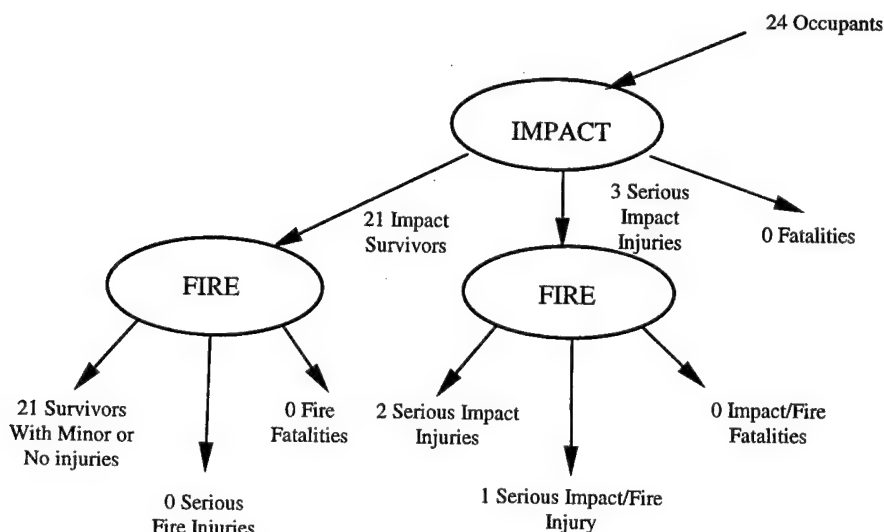 24 Occupants
IMPACT
21 Impact
Survivors
3 Serious
Impact
Injuries
0 Fatalities
FIRE
FIRE
21 Survivors
With Minor or
No injuries
0 Fire
Fatalities
2 Serious Impact
Injuries
0 Impact/Fire
Fatalities
0 Serious
Fire Injuries
1 Serious Impact/Fire
Injury